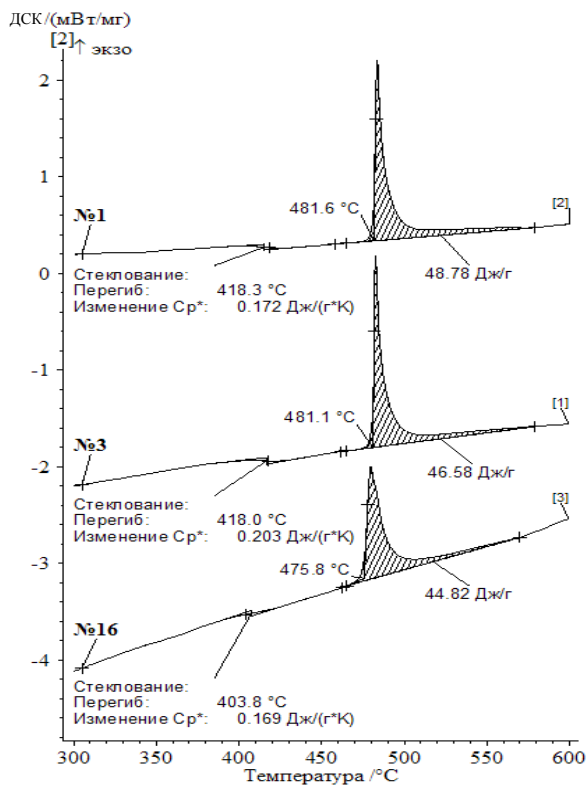 ДСК /(мВт/мг)
[2] ↑ экзо
2
481.6 °C
[2]
1
№1
Стеклование:
Перегиб: 418.3 °C
Изменение Cp*: 0.172 Дж/(г*K)
48.78 Дж/г
0
-1
481.1 °C
[1]
№3
-2
46.58 Дж/г
Стеклование:
Перегиб: 418.0 °C
Изменение Cp*: 0.203 Дж/(г*K)
[3]
-3
475.8 °C
44.82 Дж/г
№16
-4
Стеклование:
Перегиб: 403.8 °C
Изменение Cp*: 0.169 Дж/(г*K)
300 350 400 450 500 550 600
Температура /°C